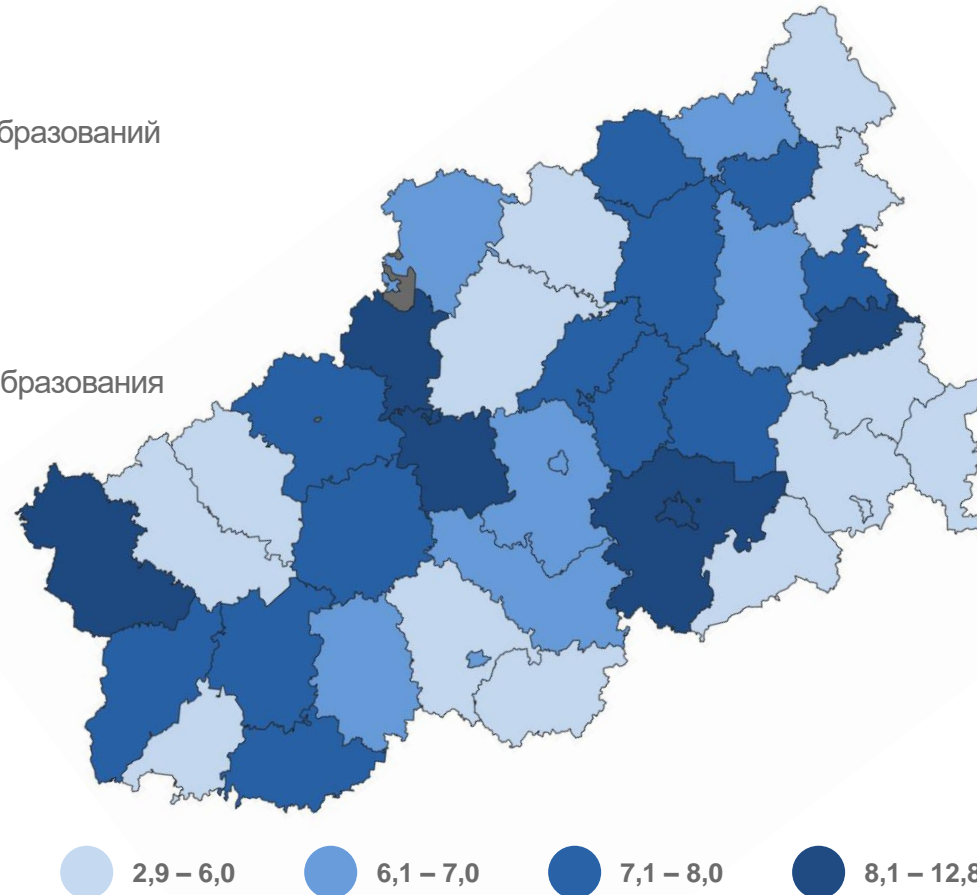 бразований
бразования
2,9 – 6,0
6,1 – 7,0
7,1 – 8,0
8,1 – 12,8